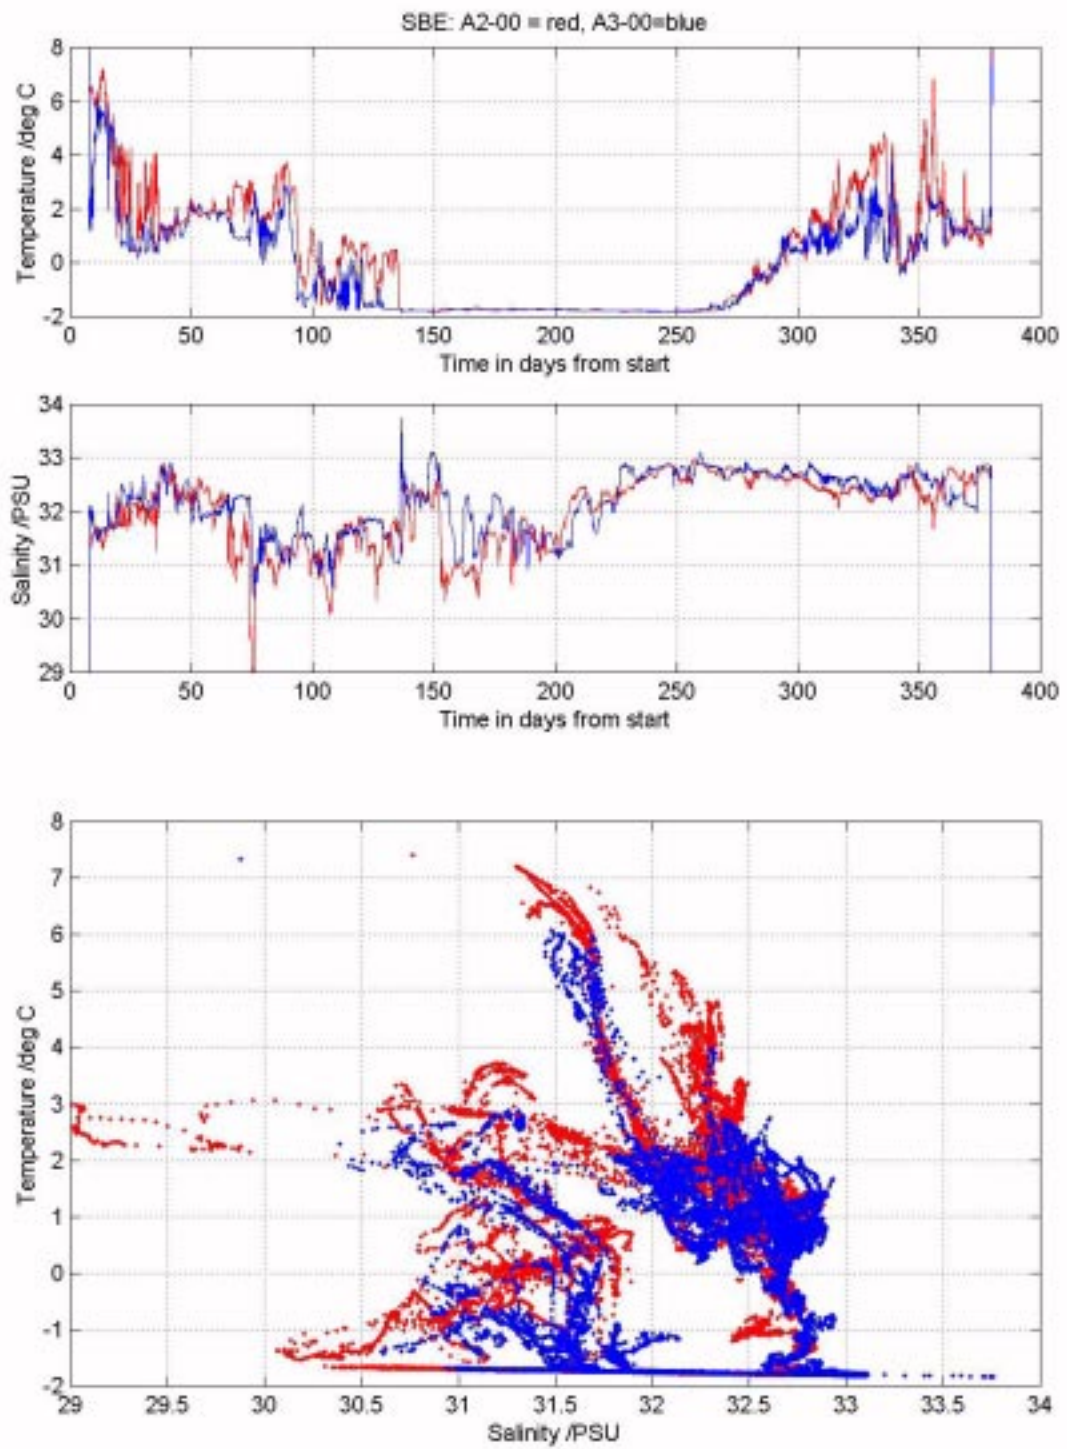 SBE: A2-00 = red, A3-00=blue
8
6
4
2
0
-2
Temperature /deg C
0 50 100 150 200 250 300 350 400
Time in days from start
34
33
32
31
30
29
Salinity /PSU
0 50 100 150 200 250 300 350 400
Time in days from start
8
7
6
5
4
3
2
1
0
-1
-2
Temperature /deg C
29 29.5 30 30.5 31 31.5 32 32.5 33 33.5 34
Salinity /PSU